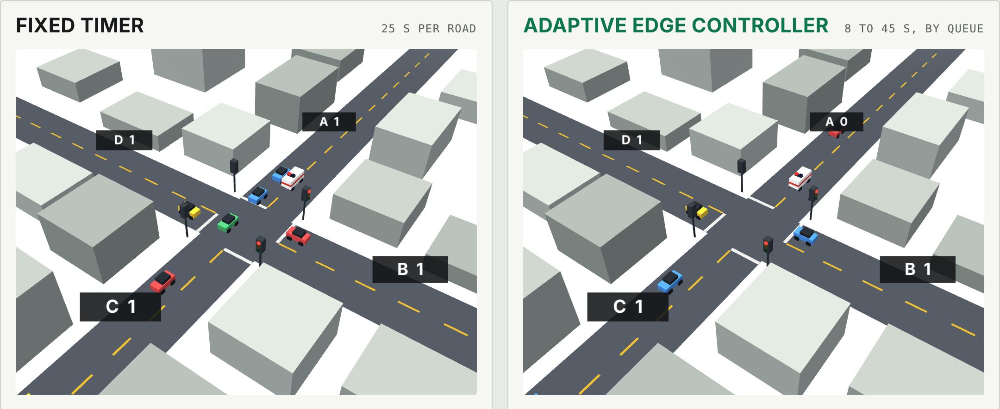 FIXED TIMER
25 S PER ROAD
A 1
D 1
B 1
C 1
ADAPTIVE EDGE CONTROLLER
8 TO 45 S, BY QUEUE
A 0
D 1
B 1
C 1